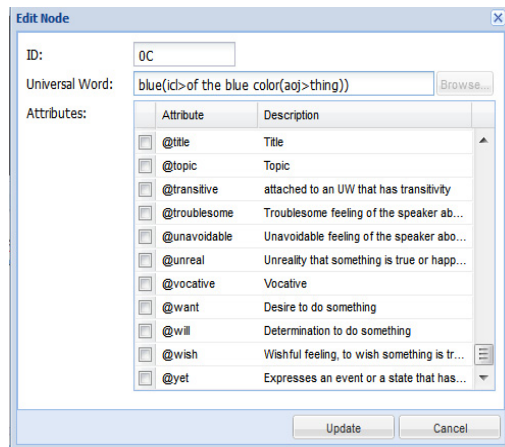 Edit Node
ID: 0C
Universal Word: blue(icl>of the blue color(aoj>thing)) Browse...
Attributes:
Attribute Description
@title Title
@topic Topic
@transitive attached to an UW that has transitivity
@troublesome Troublesome feeling of the speaker ab...
@unavoidable Unavoidable feeling of the speaker abo...
@unreal Unreality that something is true or happ...
@vocative Vocative
@want Desire to do something
@will Determination to do something
@wish Wishful feeling, to wish something is tr...
@yet Expresses an event or a state that has...
Update Cancel